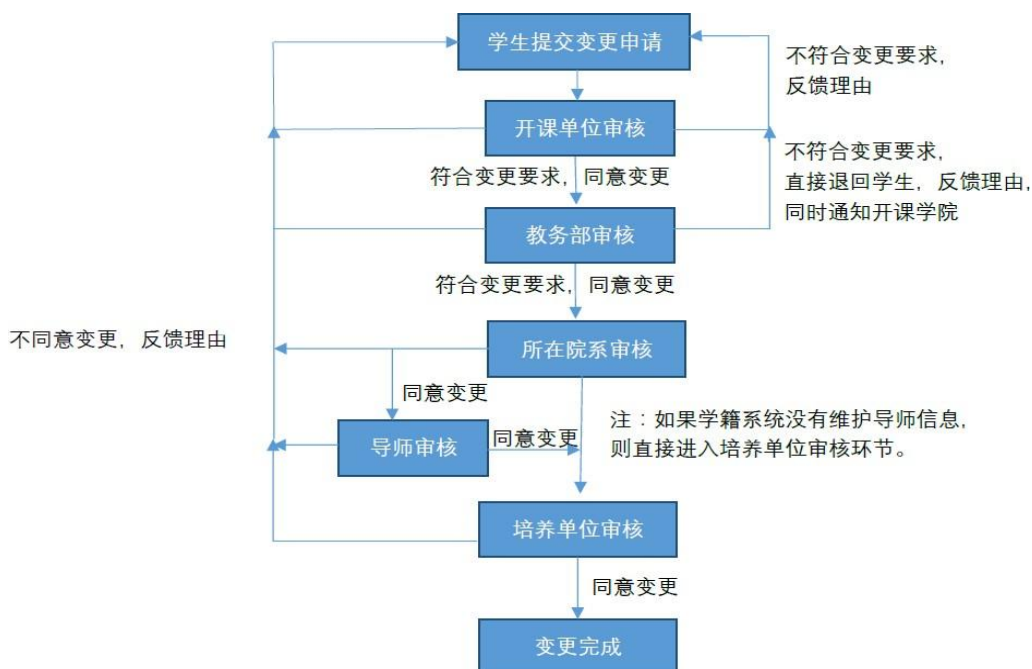 学生提交变更申请
不符合变更要求,
反馈理由
开课单位审核
不符合变更要求,
直接退回学生，反馈理由,
同时通知开课学院
符合变更要求，同意变更
教务部审核
符合变更要求，同意变更
不同意变更，反馈理由
所在院系审核
同意变更
注：如果学籍系统没有维护导师信息,
则直接进入培养单位审核环节。
导师审核
同意变更
培养单位审核
同意变更
变更完成